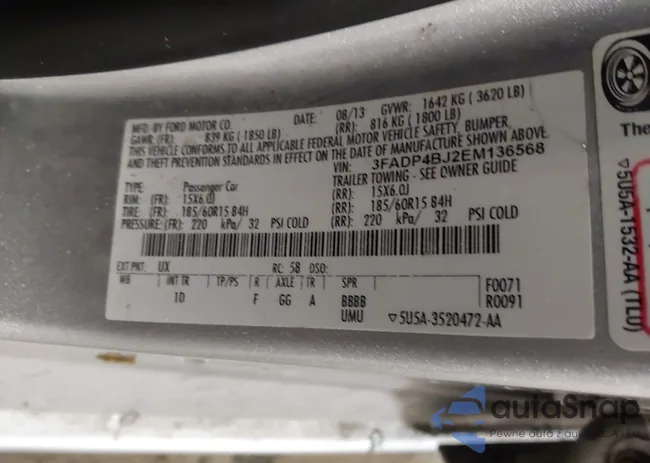 MFD. BY FORD MOTOR CO.
DATE: 08/13 GVWR: 1642 KG ( 3620 LB)
GAWR: (FR): 839 KG ( 1850 LB) (RR): 816 KG ( 1800 LB)
THIS VEHICLE CONFORMS TO ALL APPLICABLE FEDERAL MOTOR VEHICLE SAFETY, BUMPER,
AND THEFT PREVENTION STANDARDS IN EFFECT ON THE DATE OF MANUFACTURE SHOWN ABOVE.
VIN: 3FADP4BJ2EM136568
TYPE: Passenger Car TRAILER TOWING - SEE OWNER GUIDE
RIM: (FR): 15X6.0J (RR): 15X6.0J
TIRE: (FR): 185/60R15 84H (RR): 185/60R15 84H
PRESSURE: (FR): 220 kPa/ 32 PSI COLD (RR): 220 kPa/ 32 PSI COLD
EXT PNT: UX RC: 58 DSO:
WB INT TR TP/PS R AXLE TR SPR F0071
1D F GG A BBBB R0091
UMU ▽5U5A-3520472-AA
The
▽5U5A-1532-AA (TLU)
autoSnap
Pewne auta z